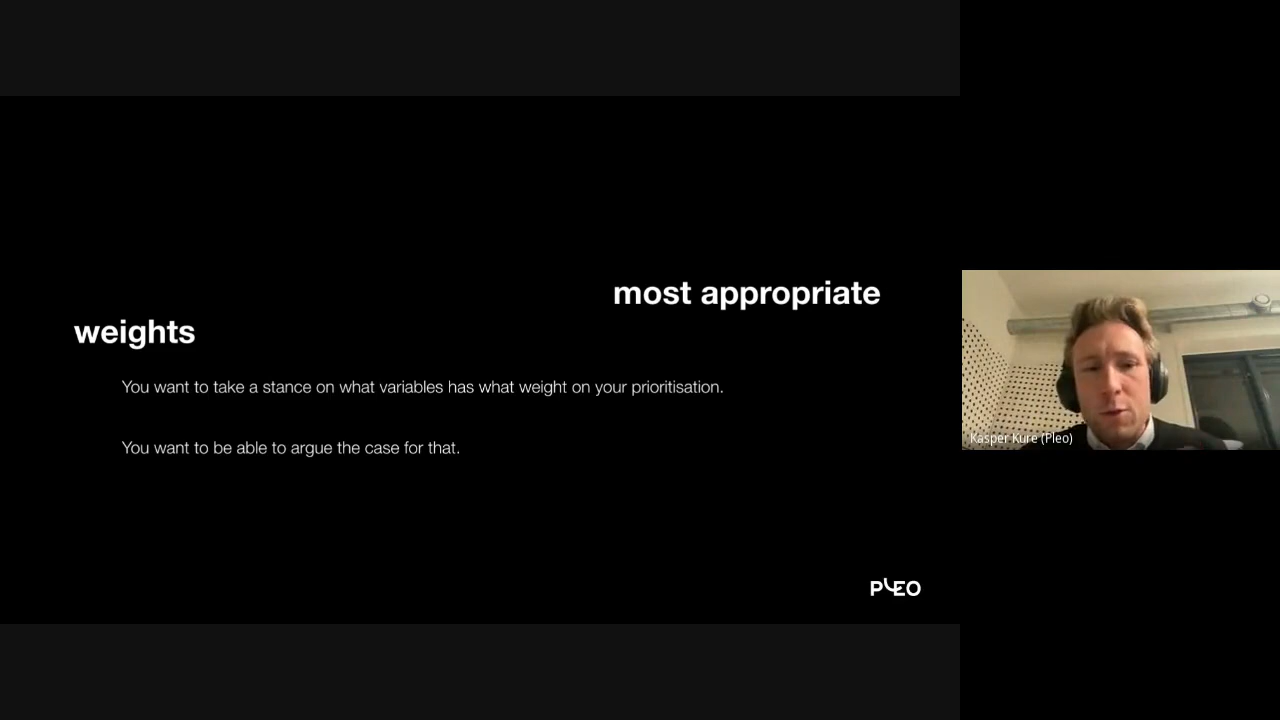 most appropriate
weights
You want to take a stance on what variables has what weight on your prioritisation.
You want to be able to argue the case for that.
Kasper Kure (Pleo)
PLEO